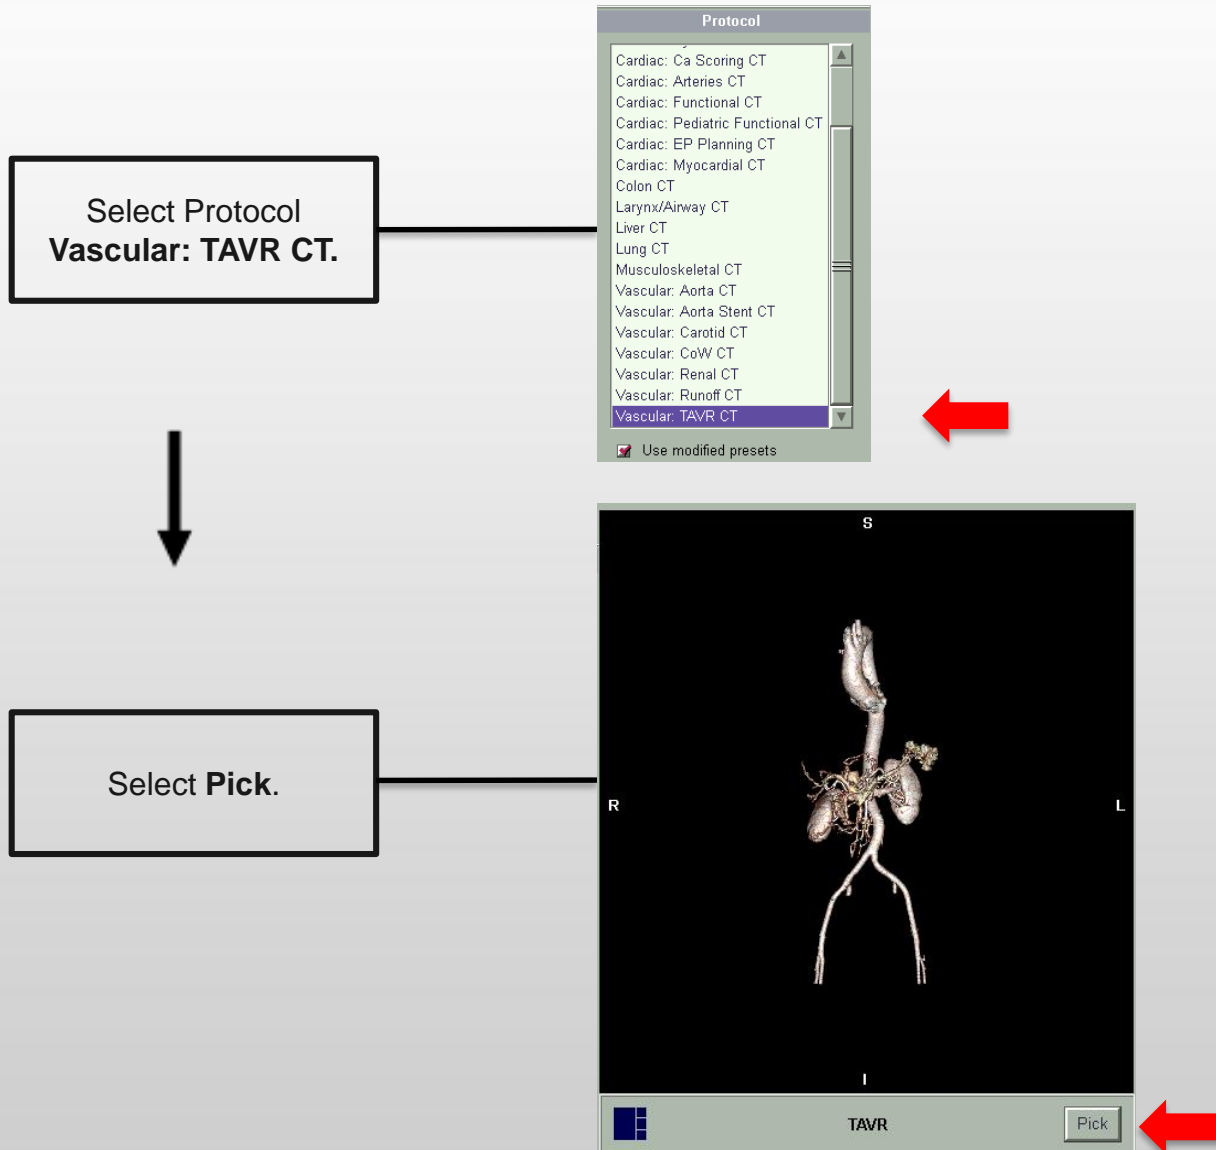 Protocol
Cardiac: Ca Scoring CT
Cardiac: Arteries CT
Cardiac: Functional CT
Cardiac: Pediatric Functional CT
Cardiac: EP Planning CT
Cardiac: Myocardial CT
Colon CT
Larynx/Airway CT
Liver CT
Lung CT
Musculoskeletal CT
Vascular: Aorta CT
Vascular: Aorta Stent CT
Vascular: Carotid CT
Vascular: CoW CT
Vascular: Renal CT
Vascular: Runoff CT
Vascular: TAVR CT
Use modified presets
Select Protocol
Vascular: TAVR CT.
Select Pick.
S
R
L
I
TAVR
Pick